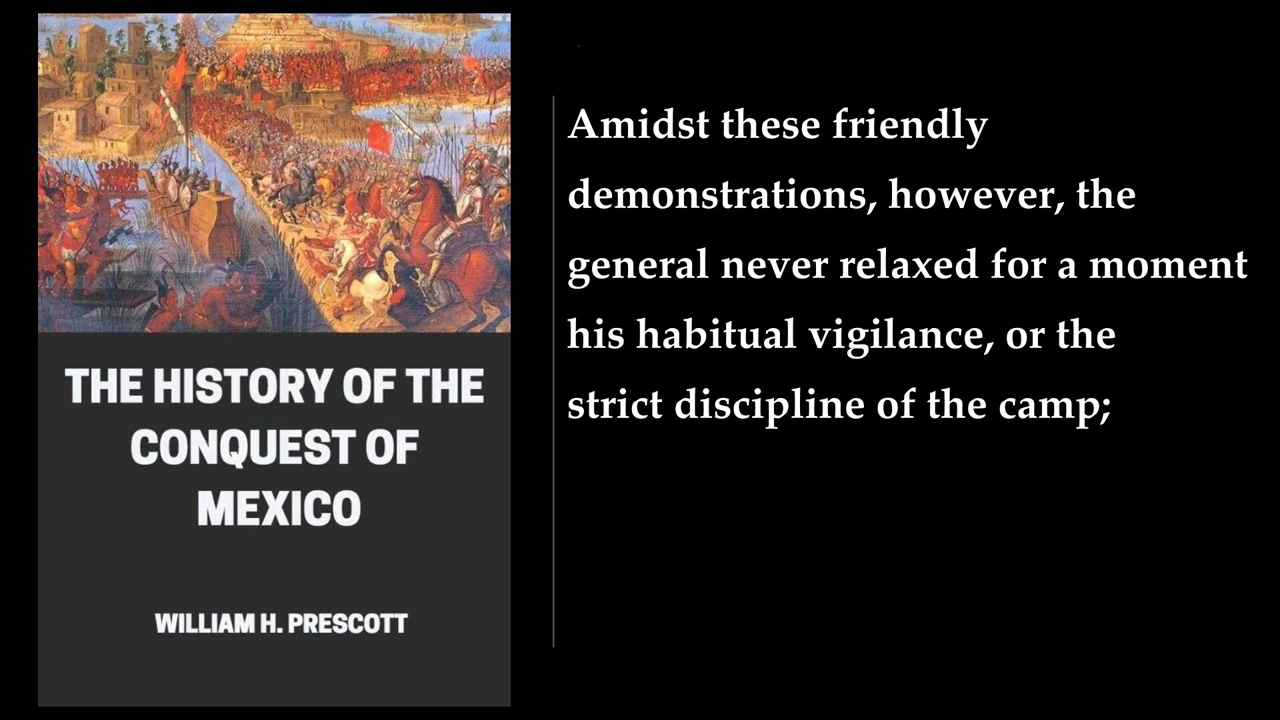 THE HISTORY OF THE
CONQUEST OF
MEXICO
WILLIAM H. PRESCOTT
Amidst these friendly
demonstrations, however, the
general never relaxed for a moment
his habitual vigilance, or the
strict discipline of the camp;